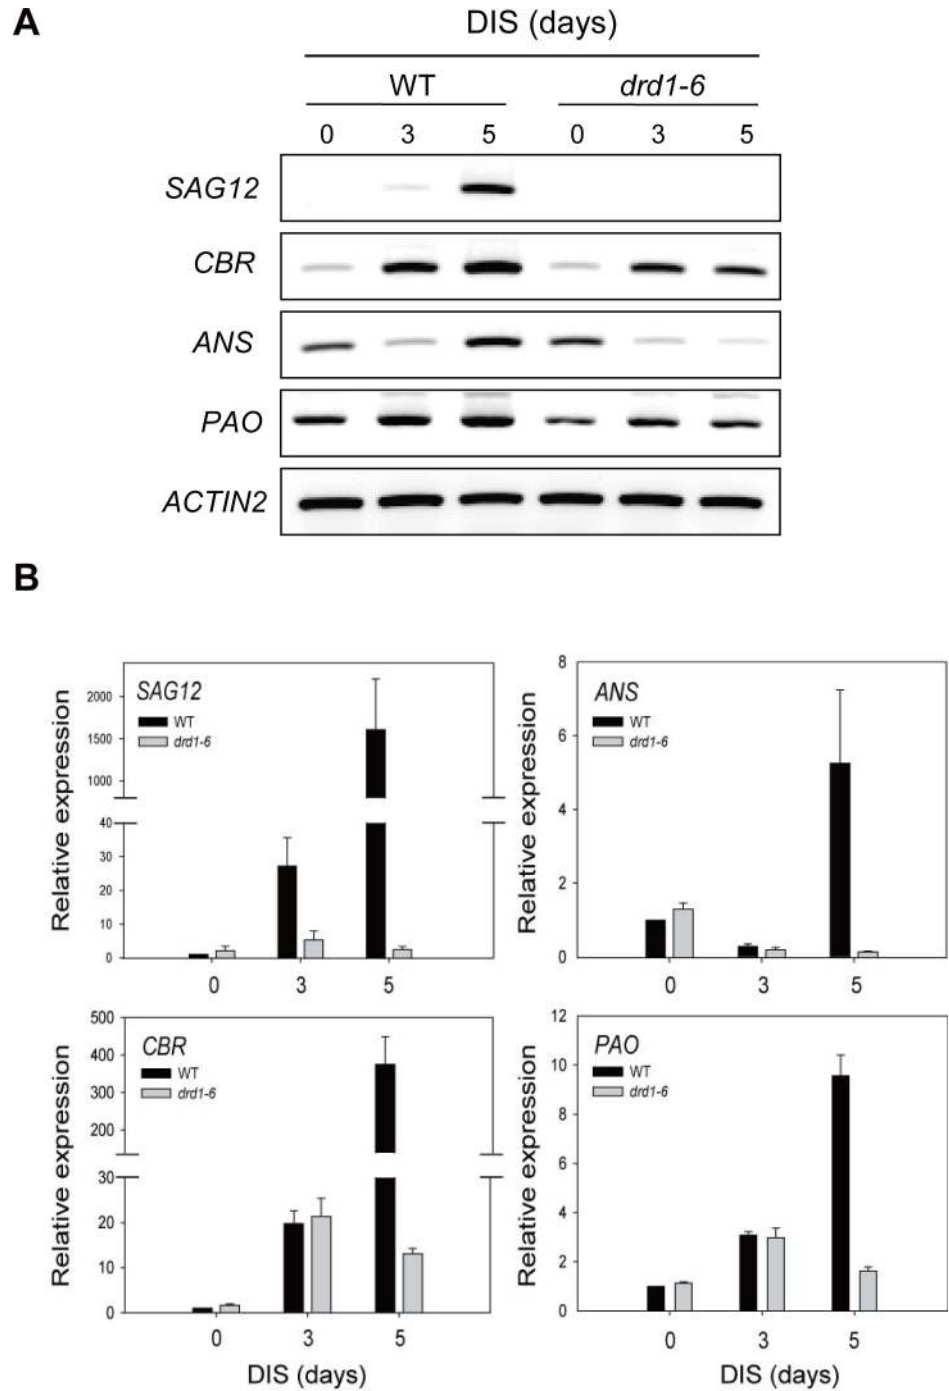 A
DIS (days)
WT drd1-6
0 3 5 0 3 5
SAG12
CBR
ANS
PAO
ACTIN2
B
Relative expression
SAG12
WT
drd1-6
2000
1500
1000
40
30
20
10
0
0 3 5
Relative expression
ANS
WT
drd1-6
8
6
4
2
0
0 3 5
Relative expression
CBR
WT
drd1-6
500
400
300
200
30
20
10
0
0 3 5
DIS (days)
Relative expression
PAO
WT
drd1-6
12
10
8
6
4
2
0
0 3 5
DIS (days)